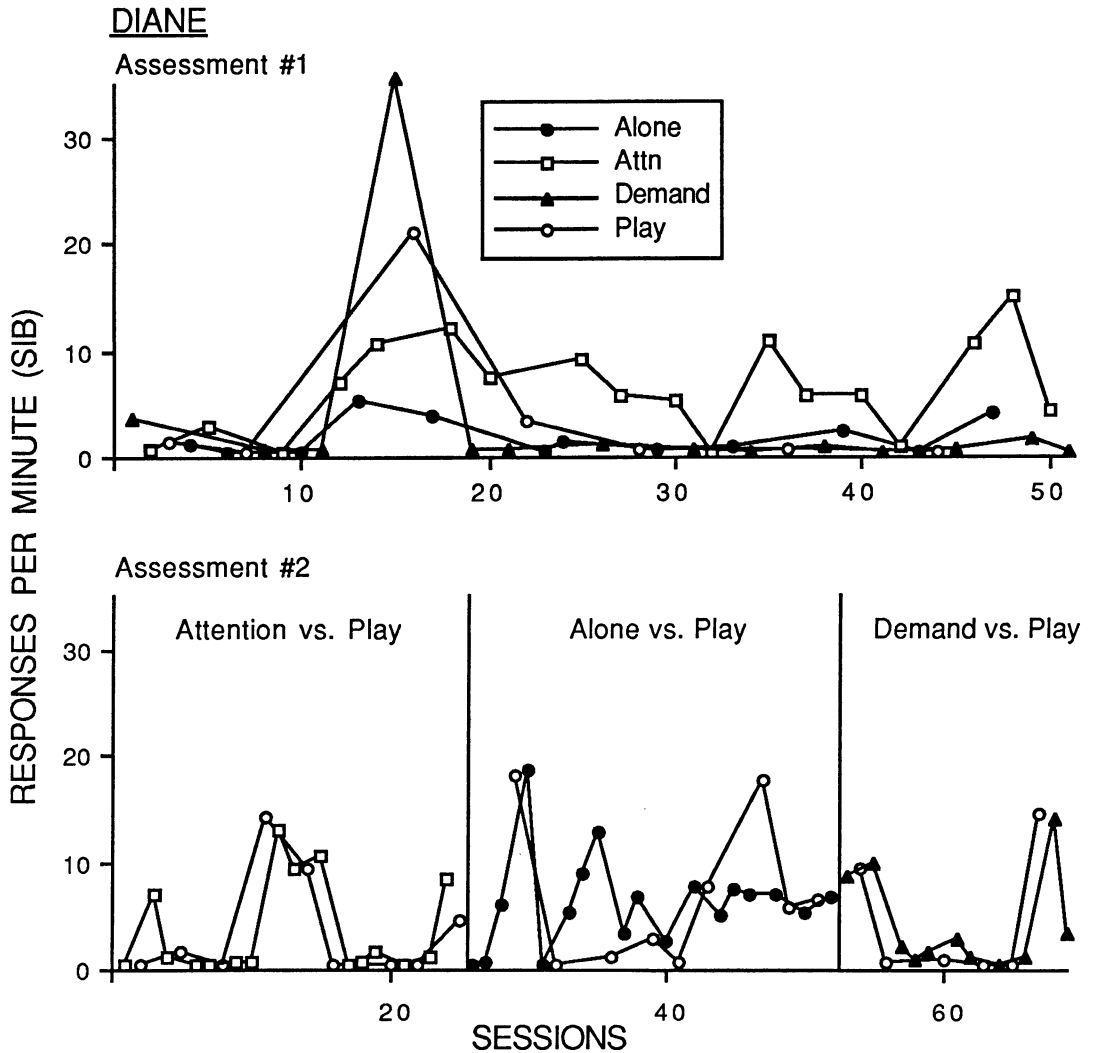 DIANE
Assessment #1
Alone
Attn
Demand
Play
30
20
10
0
10
20
30
40
50
RESPONSES PER MINUTE (SIB)
Assessment #2
Attention vs. Play
Alone vs. Play
Demand vs. Play
30
20
10
0
20
40
60
SESSIONS